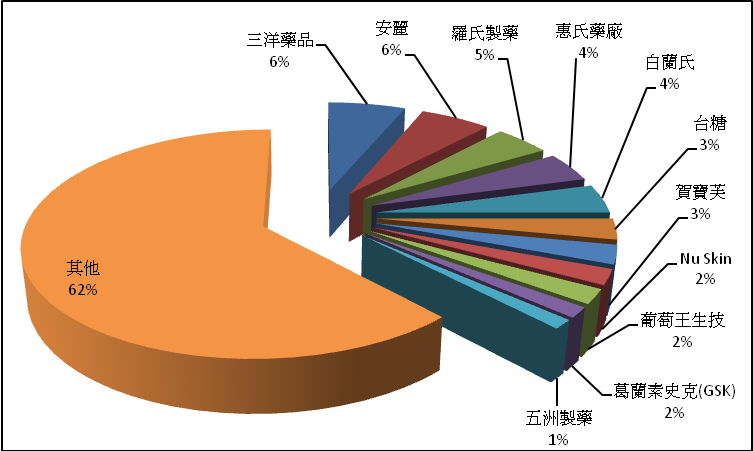 三洋藥品
6%
安麗
6%
羅氏製藥
5%
惠氏藥廠
4%
白蘭氏
4%
台糖
3%
賀寶芙
3%
Nu Skin
2%
葡萄王生技
2%
葛蘭素史克(GSK)
2%
五洲製藥
1%
其他
62%